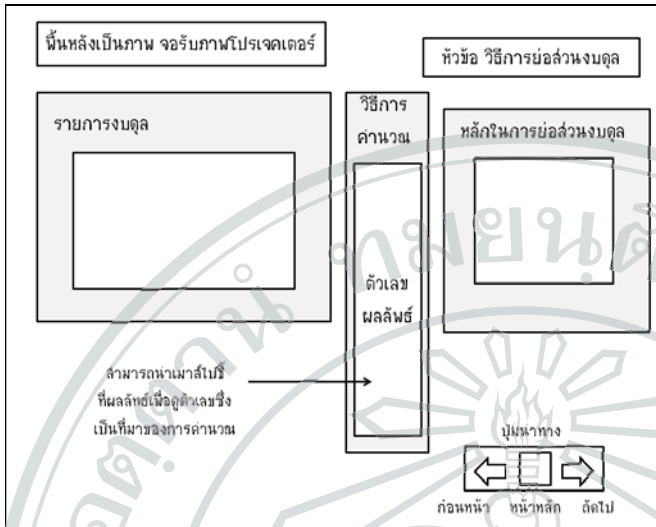 พื้นหลังเป็นภาพ จอรับภาพโปรเจคเตอร์
หัวข้อ วิธีการย่อส่วนงบดุล
รายการงบดุล
วิธีการ
คำนวณ
หลักในการย่อส่วนงบดุล
ตัวเลข
ผลลัพธ์
สามารถนำเมาส์ไปชี้
ที่ผลลัพธ์เพื่อดูตัวเลขซึ่ง
เป็นที่มาของการคำนวณ
ปุ่มนำทาง
ก่อนหน้า หน้าหลัก ถัดไป